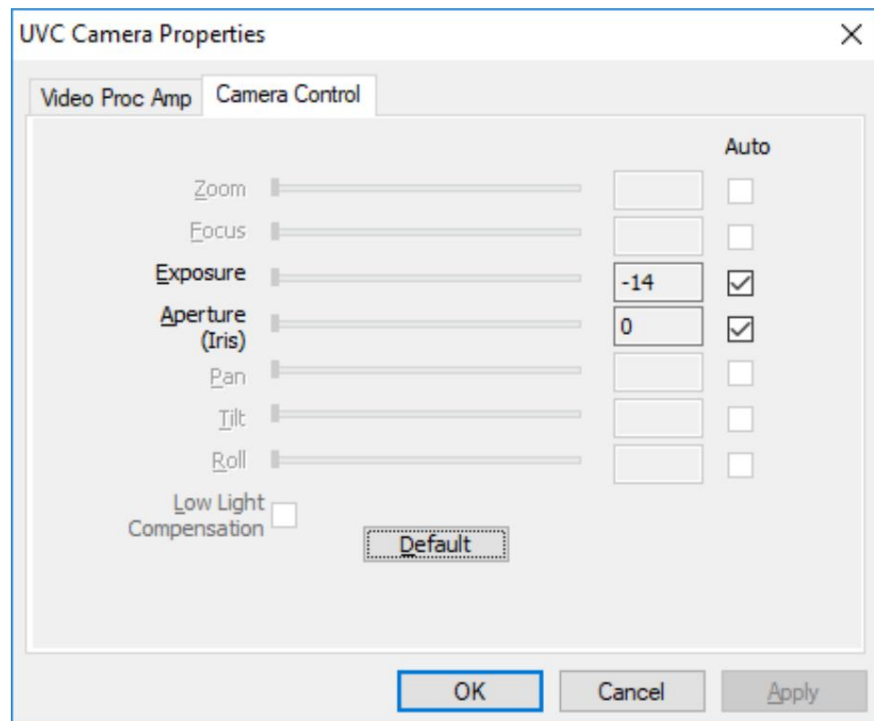 UVC Camera Properties
Video Proc Amp
Camera Control
Auto
Zoom
Focus
Exposure
-14
Aperture
(Iris)
0
Pan
Tilt
Roll
Low Light
Compensation
Default
OK
Cancel
Apply